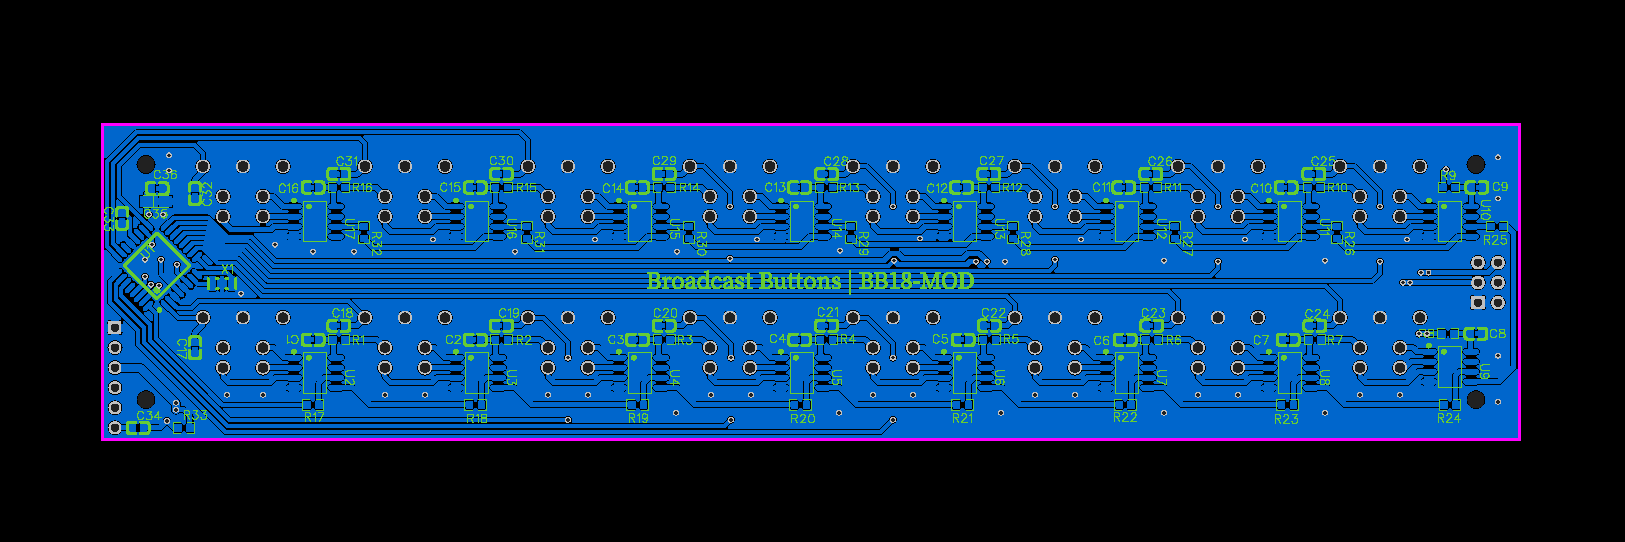 C31 C30 C29 C28 C27 C26 C25
C36 C32 C16 R16 C15 R15 C14 R14 C13 R13 C12 R12 C11 R11 C10 R10 R9 C9
C33 R35 U17 R32 U16 R31 U15 R30 U14 R29 U13 R28 U12 R27 U11 R26 U10 R25
U1 X1
Broadcast Buttons | BB18-MOD
C18 C19 C20 C21 C22 C23 C24
C17 C1 R1 C2 R2 C3 R3 C4 R4 C5 R5 C6 R6 C7 R7 R8 C8
U2 U3 U4 U5 U6 U7 U8 U9
C34 R33 R17 R18 R19 R20 R21 R22 R23 R24